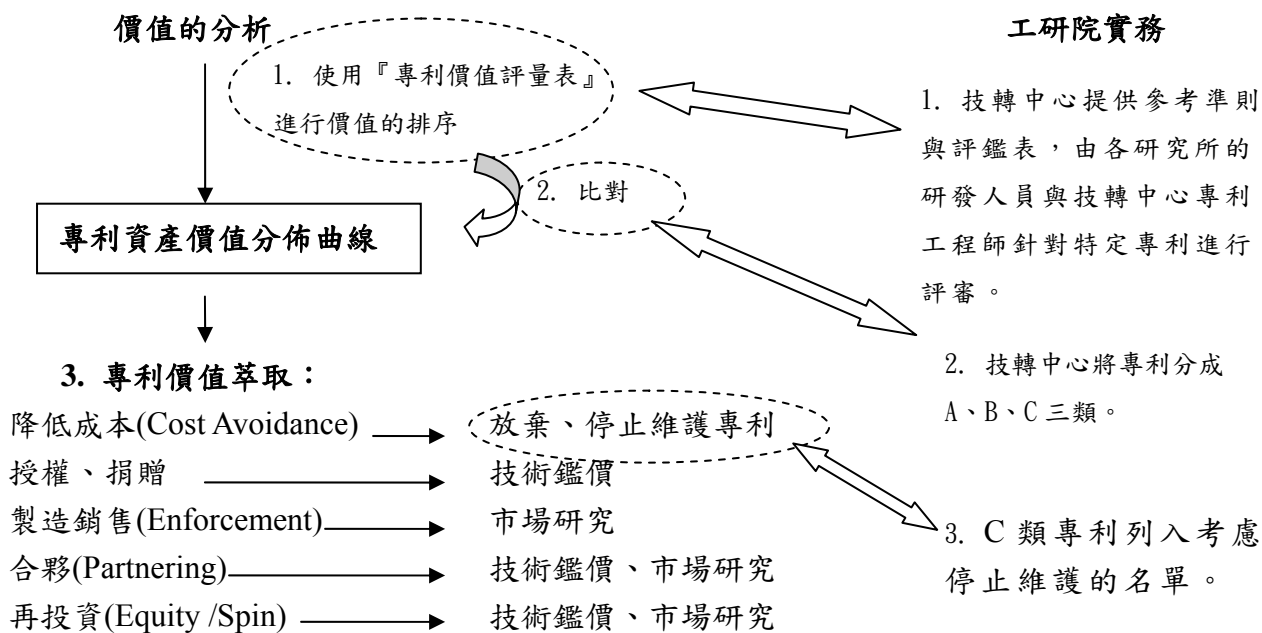 價值的分析
1. 使用『專利價值評量表』
進行價值的排序
2. 比對
專利資產價值分佈曲線
3. 專利價值萃取：
降低成本(Cost Avoidance)
放棄、停止維護專利
授權、捐贈
技術鑑價
製造銷售(Enforcement)
市場研究
合夥(Partnering)
技術鑑價、市場研究
再投資(Equity /Spin)
技術鑑價、市場研究
工研院實務
1. 技轉中心提供參考準則
與評鑑表，由各研究所的
研發人員與技轉中心專利
工程師針對特定專利進行
評審。
2. 技轉中心將專利分成
A、B、C 三類。
3. C 類專利列入考慮
停止維護的名單。